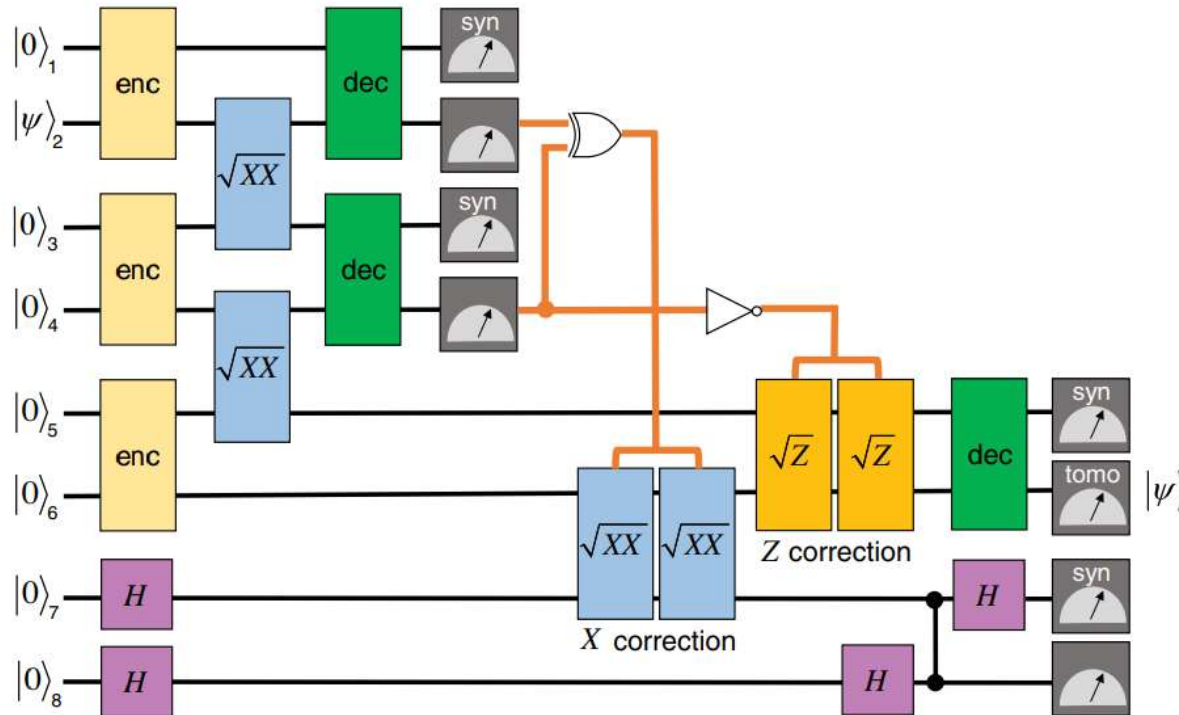 |0⟩₁ enc dec syn
|ψ⟩₂ √XX
|0⟩₃ enc dec syn
|0⟩₄ √XX
|0⟩₅ enc √Z √Z dec syn
|0⟩₆ √XX √XX tomo |ψ⟩
Z correction
|0⟩₇ H H syn
X correction
|0⟩₈ H H